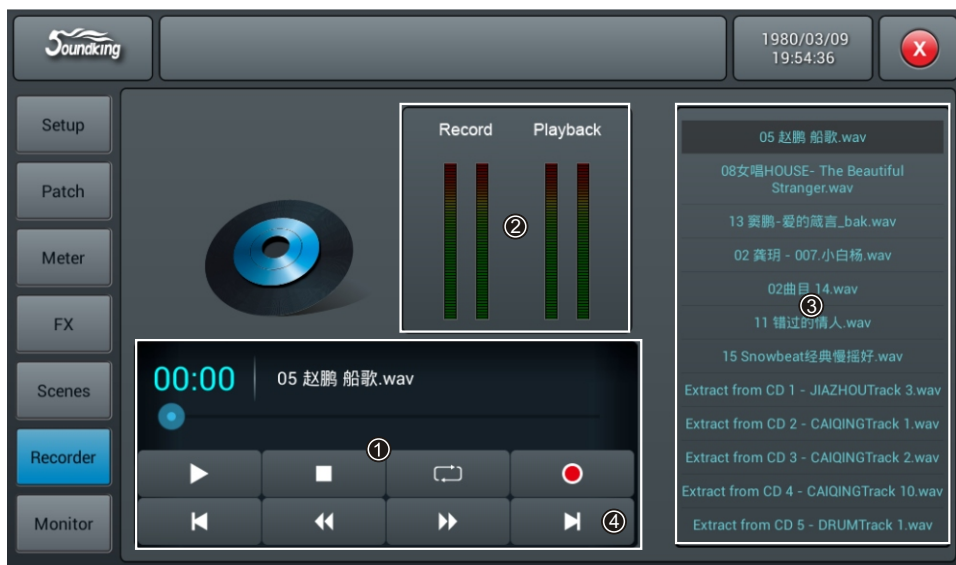 Soundking
1980/03/09
19:54:36
X
Setup
Patch
Meter
FX
Scenes
Recorder
Monitor
Record Playback
②
00:00 05 赵鹏 船歌.wav
①
④
05 赵鹏 船歌.wav
08女唱HOUSE- The Beautiful
Stranger.wav
13 窦鹏-爱的箴言_bak.wav
02 龚玥 - 007.小白杨.wav
02曲目 14.wav
③
11 错过的情人.wav
15 Snowbeat经典慢摇好.wav
Extract from CD 1 - JIAZHOUTrack 3.wav
Extract from CD 2 - CAIQINGTrack 1.wav
Extract from CD 3 - CAIQINGTrack 2.wav
Extract from CD 4 - CAIQINGTrack 10.wav
Extract from CD 5 - DRUMTrack 1.wav